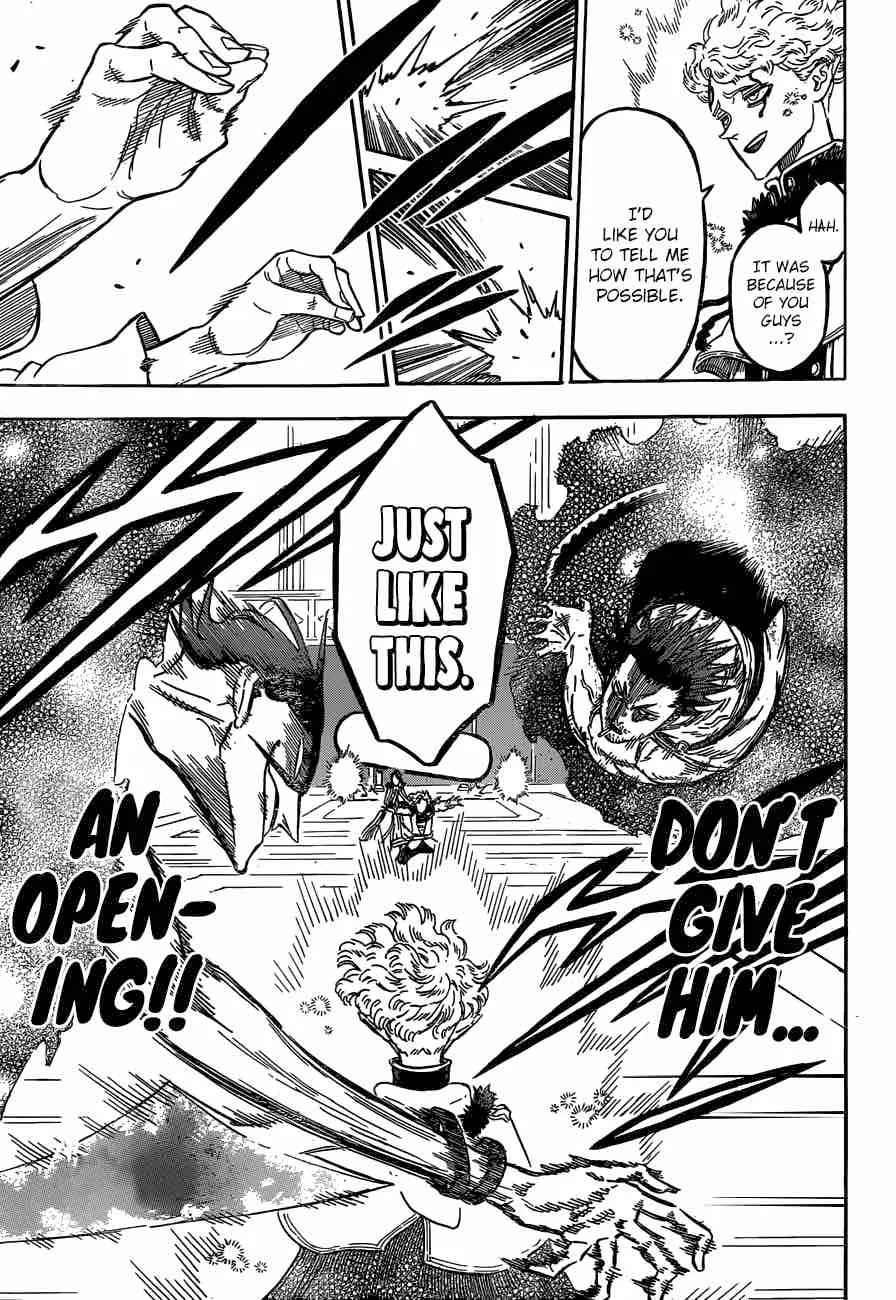 HAH.
IT WAS
BECAUSE
OF YOU
GUYS
...?
I'D
LIKE YOU
TO TELL ME
HOW THAT'S
POSSIBLE.
JUST
LIKE
THIS.
DON'T
GIVE
HIM...
AN
OPEN-
ING!!